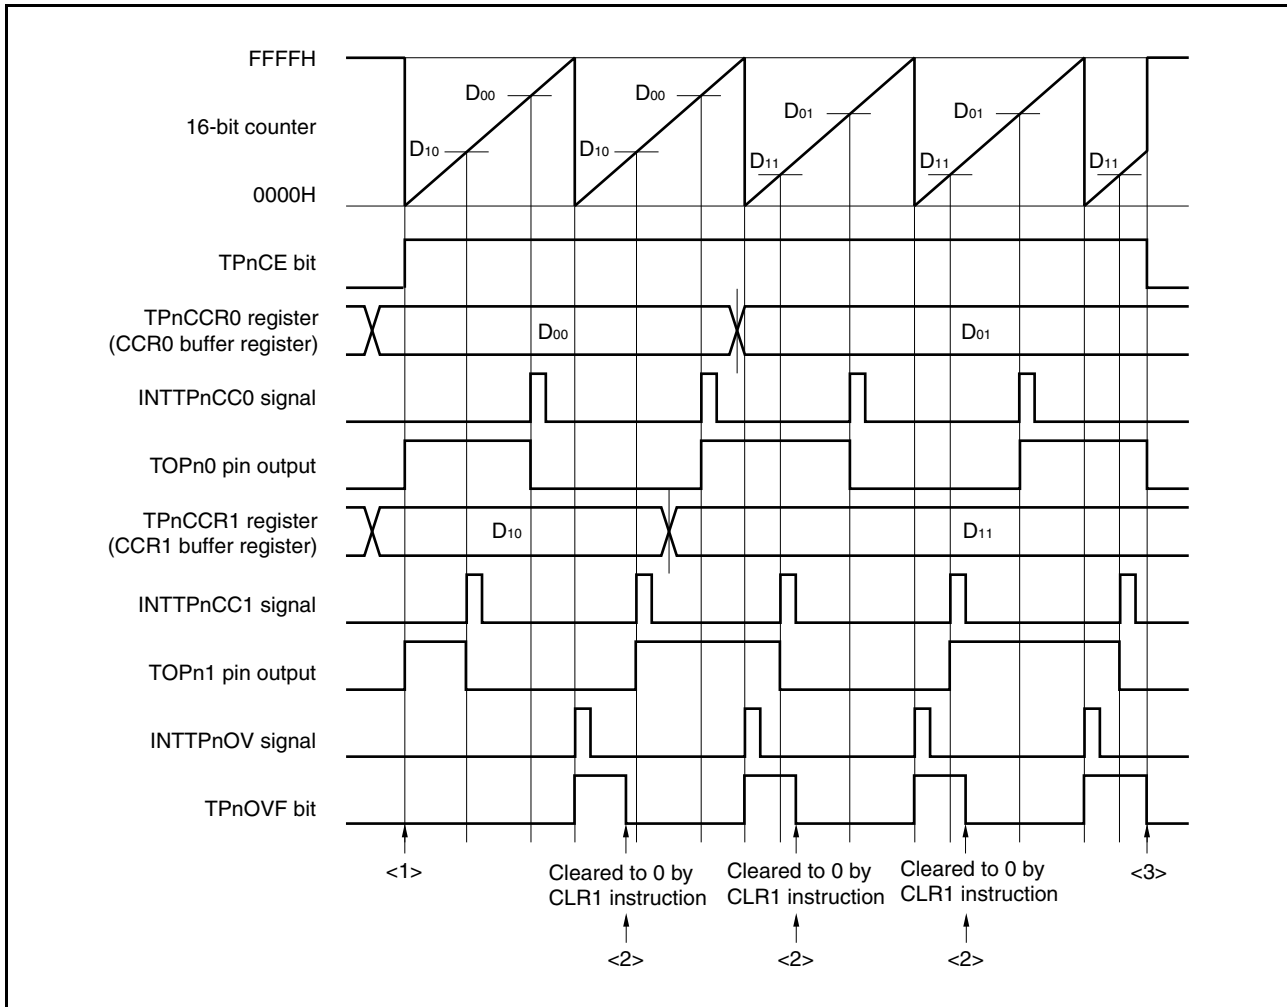 FFFFH
D00
D00
D01
D01
16-bit counter
D10
D10
D11
D11
D11
0000H
TPnCE bit
TPnCCR0 register
(CCR0 buffer register)
D00
D01
INTTPnCC0 signal
TOPn0 pin output
TPnCCR1 register
(CCR1 buffer register)
D10
D11
INTTPnCC1 signal
TOPn1 pin output
INTTPnOV signal
TPnOVF bit
<1>
Cleared to 0 by
CLR1 instruction
Cleared to 0 by
CLR1 instruction
Cleared to 0 by
CLR1 instruction
<3>
<2>
<2>
<2>